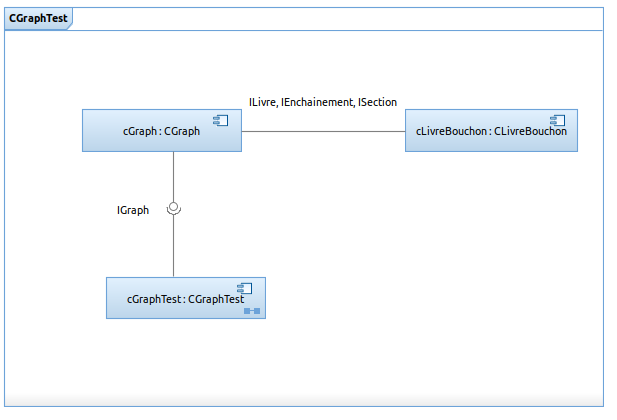 CGraphTest
ILivre, IEnchainement, ISection
cGraph : CGraph
cLivreBouchon : CLivreBouchon
IGraph
cGraphTest : CGraphTest